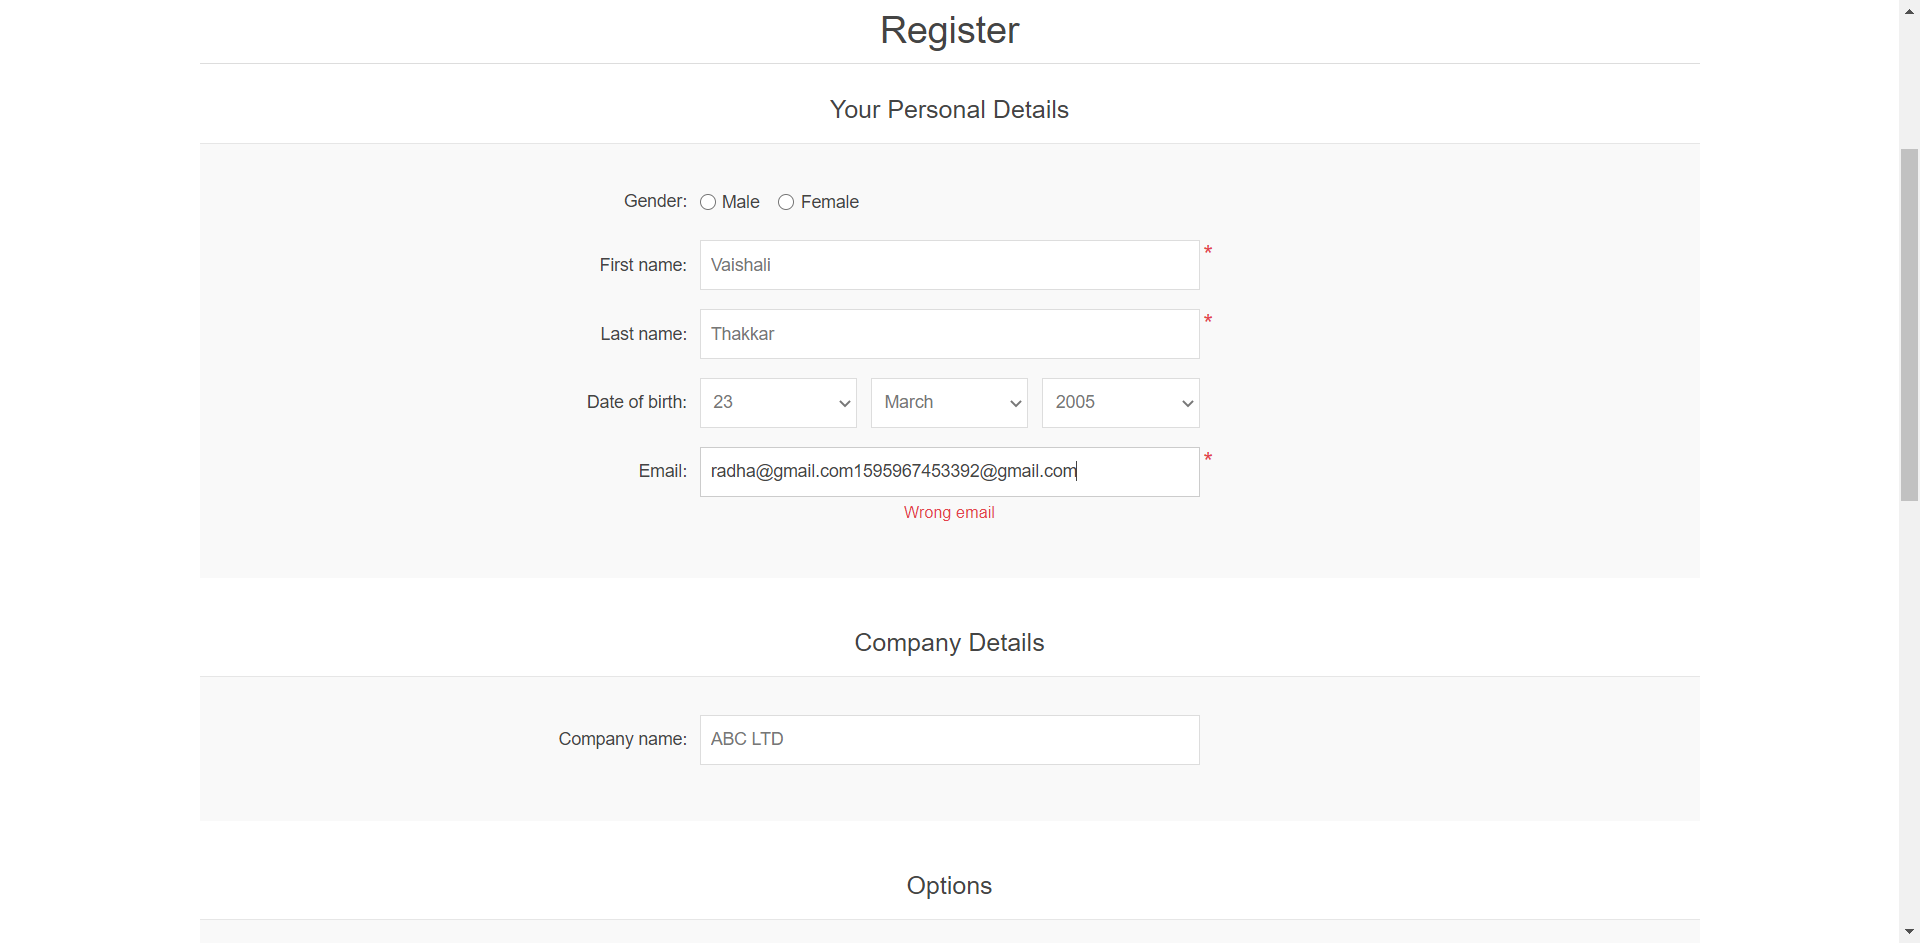 Register
Your Personal Details
Gender: Male Female
First name: Vaishali *
Last name: Thakkar *
Date of birth: 23 March 2005
Email: radha@gmail.com1595967453392@gmail.com *
Wrong email
Company Details
Company name: ABC LTD
Options